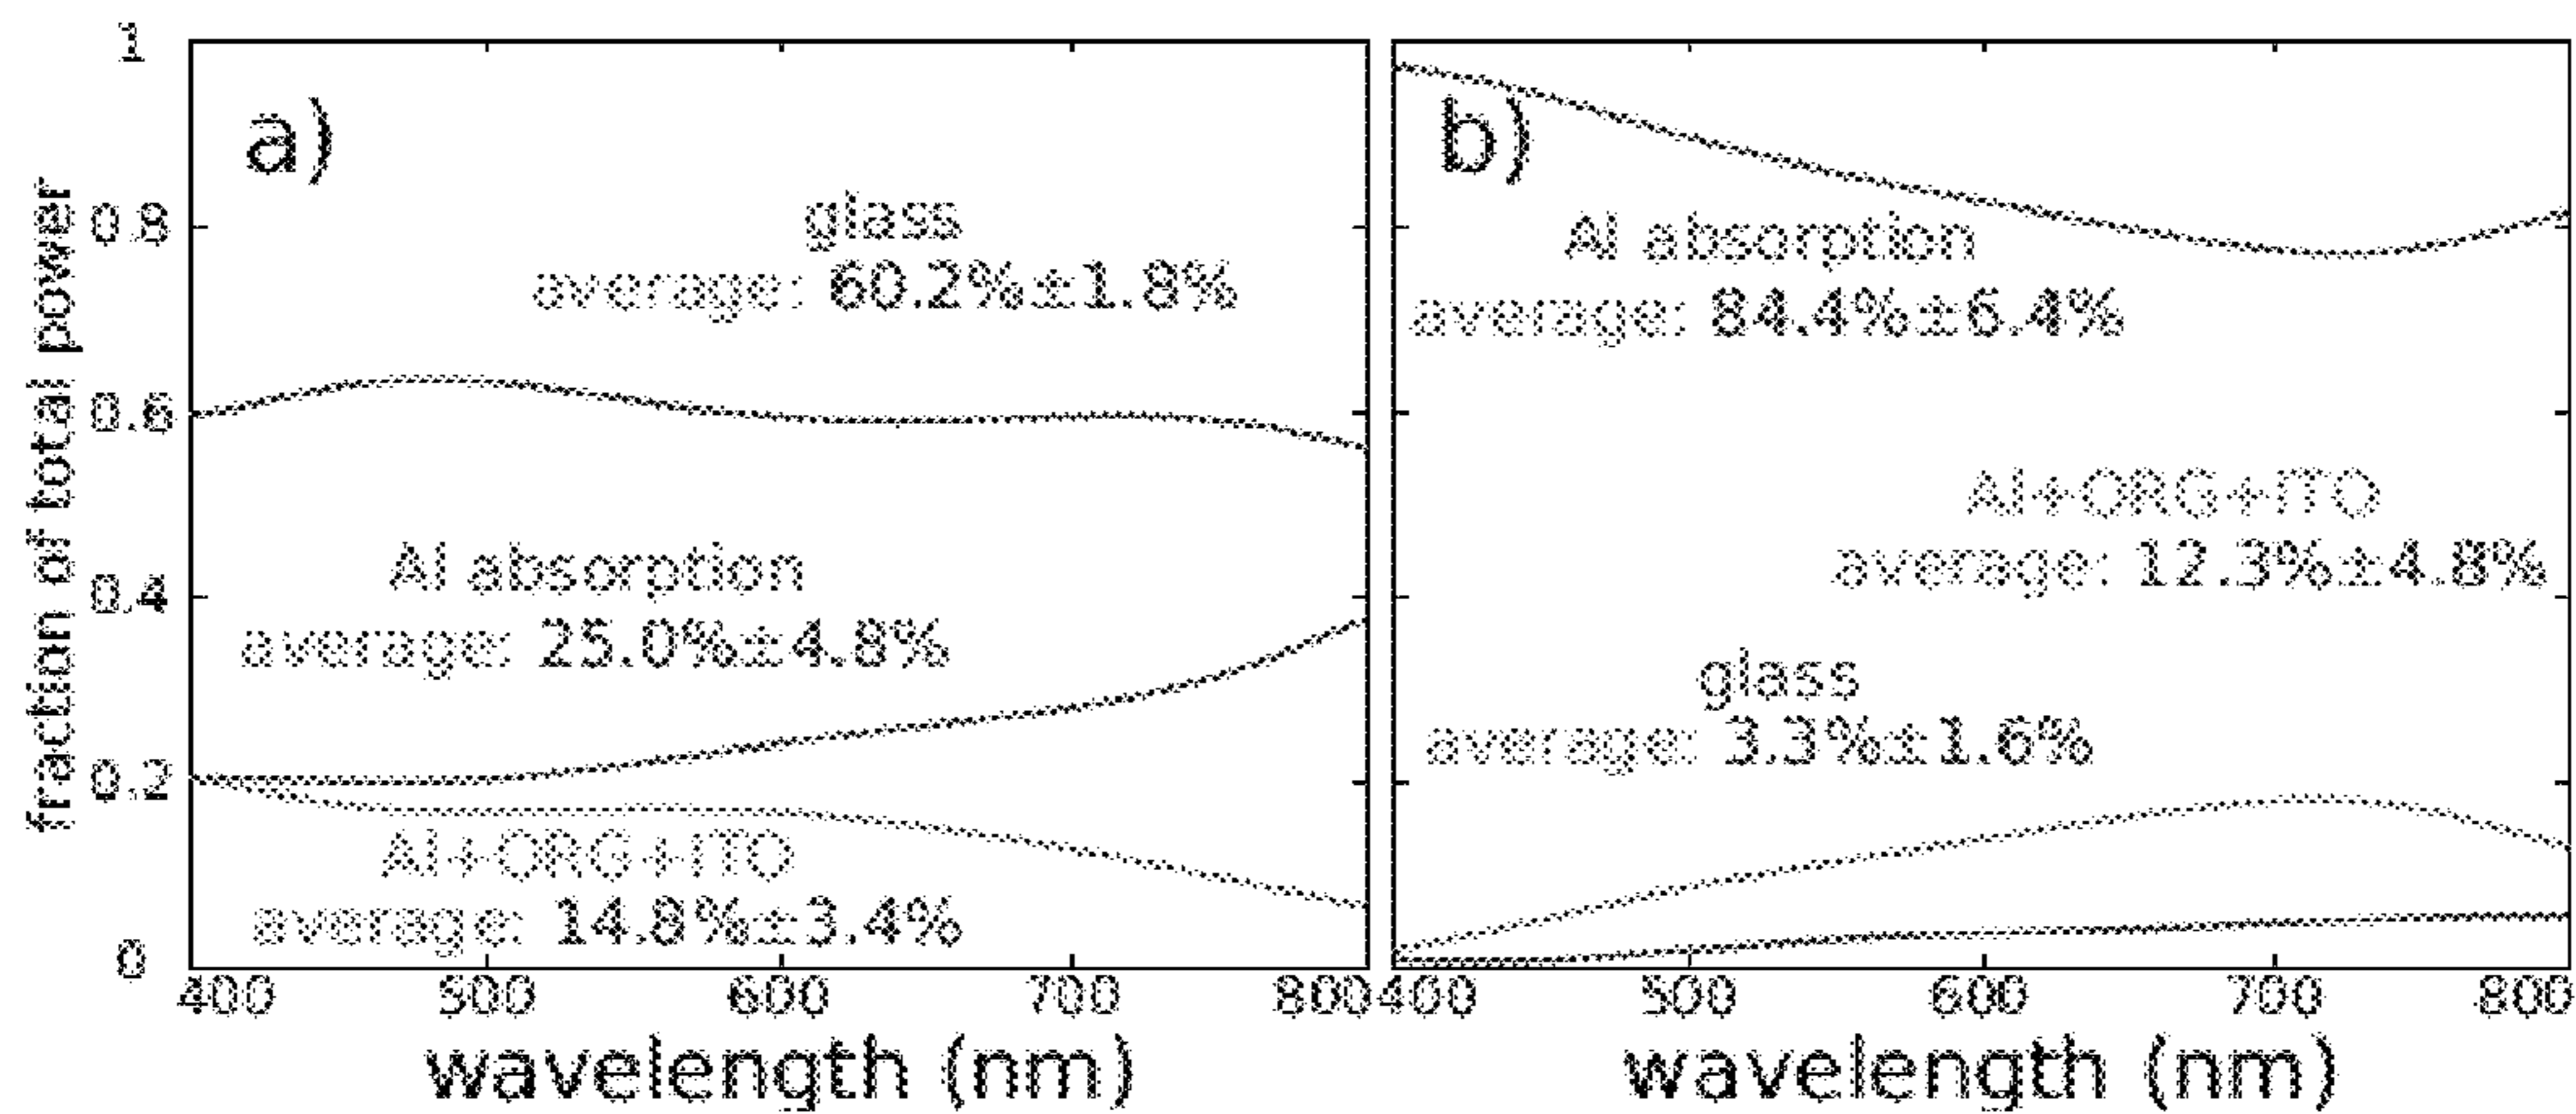 fraction of total power
1
0.8
0.6
0.4
0.2
0
a)
glass
average: 60.2%±1.8%
Al absorption
average: 25.0%±4.8%
Al+ORG+ITO
average: 14.8%±3.4%
400 500 600 700 800
wavelength (nm)
b)
Al absorption
average: 84.4%±6.4%
Al+ORG+ITO
average: 12.3%±4.8%
glass
average: 3.3%±1.6%
400 500 600 700 800
wavelength (nm)